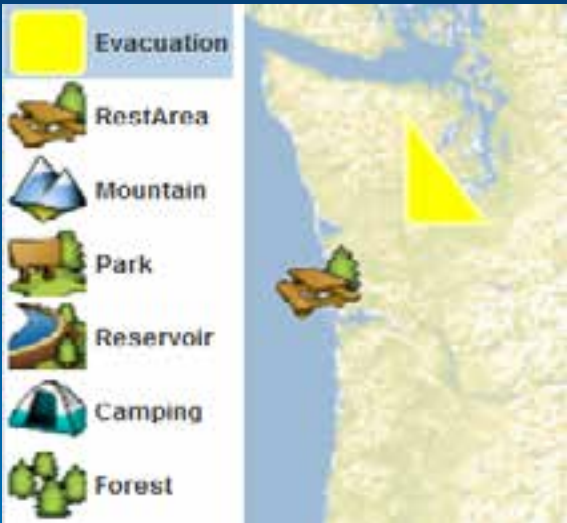 Evacuation
RestArea
Mountain
Park
Reservoir
Camping
Forest